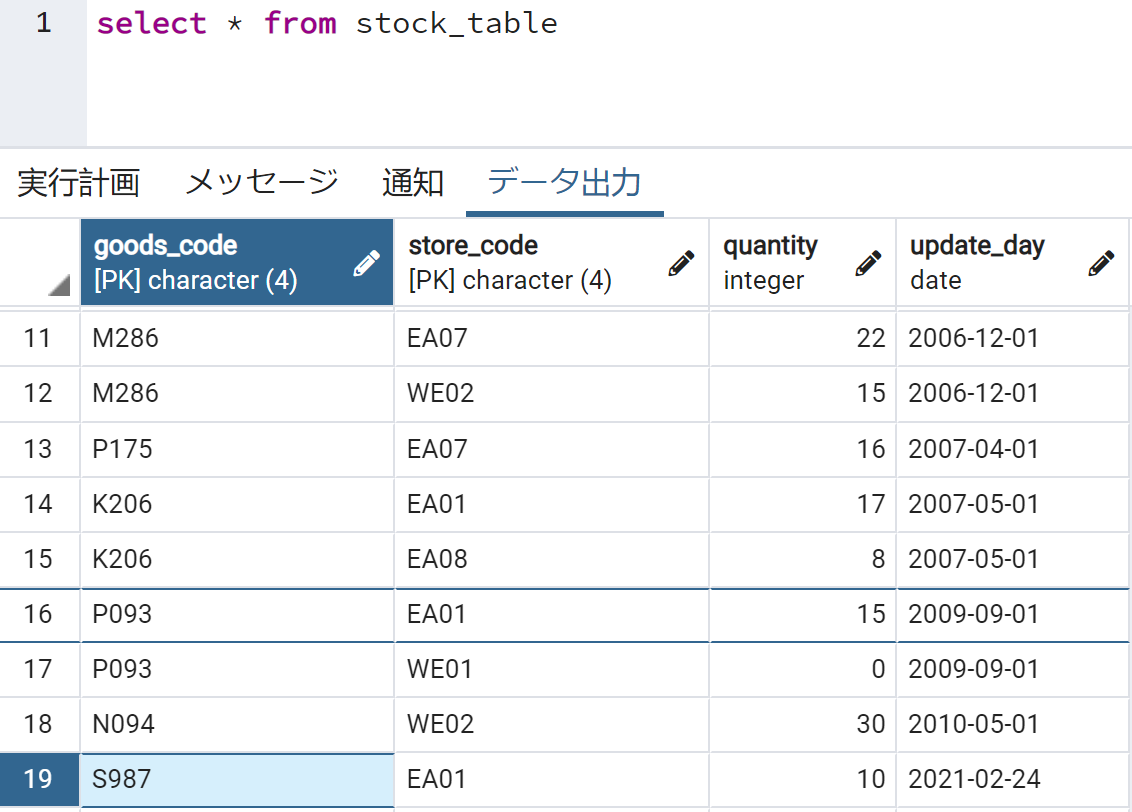 1 select * from stock_table
実行計画 メッセージ 通知 データ出力
goods_code store_code quantity update_day
[PK] character (4) [PK] character (4) integer date
11 M286 EA07 22 2006-12-01
12 M286 WE02 15 2006-12-01
13 P175 EA07 16 2007-04-01
14 K206 EA01 17 2007-05-01
15 K206 EA08 8 2007-05-01
16 P093 EA01 15 2009-09-01
17 P093 WE01 0 2009-09-01
18 N094 WE02 30 2010-05-01
19 S987 EA01 10 2021-02-24